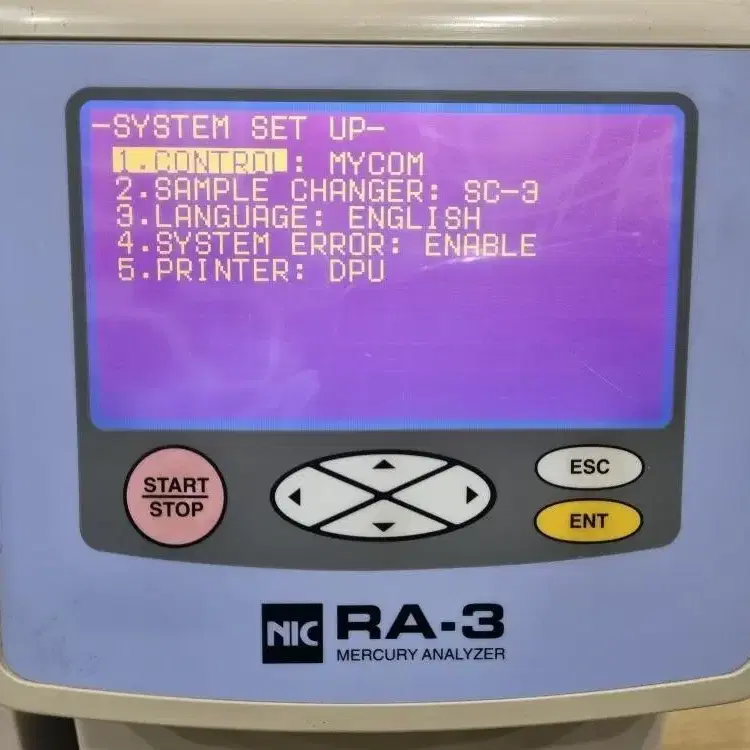 -SYSTEM SET UP-
1.CONTROL: MYCOM
2.SAMPLE CHANGER: SC-3
3.LANGUAGE: ENGLISH
4.SYSTEM ERROR: ENABLE
5.PRINTER: DPU
START
STOP
ESC
ENT
NIC RA-3
MERCURY ANALYZER